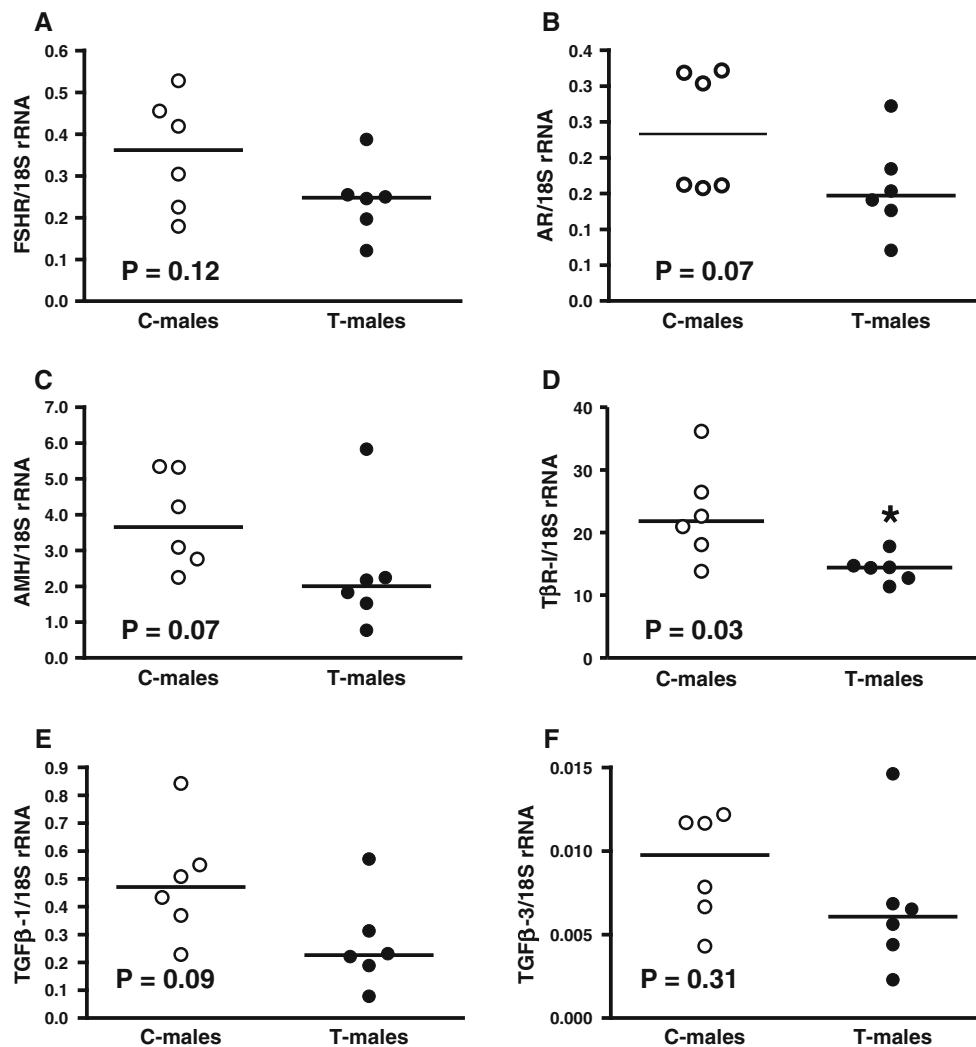 A
FSHR/18S rRNA
0.6
0.5
0.4
0.3
0.2
0.1
0.0
P = 0.12
C-males T-males
B
AR/18S rRNA
0.4
0.3
0.3
0.2
0.2
0.1
0.1
0.0
P = 0.07
C-males T-males
C
AMH/18S rRNA
7.0
6.0
5.0
4.0
3.0
2.0
1.0
0.0
P = 0.07
C-males T-males
D
TβR-I/18S rRNA
40
30
20
10
0
*
P = 0.03
C-males T-males
E
TGFβ-1/18S rRNA
0.9
0.8
0.7
0.6
0.5
0.4
0.3
0.2
0.1
0.0
P = 0.09
C-males T-males
F
TGFβ-3/18S rRNA
0.015
0.010
0.005
0.000
P = 0.31
C-males T-males